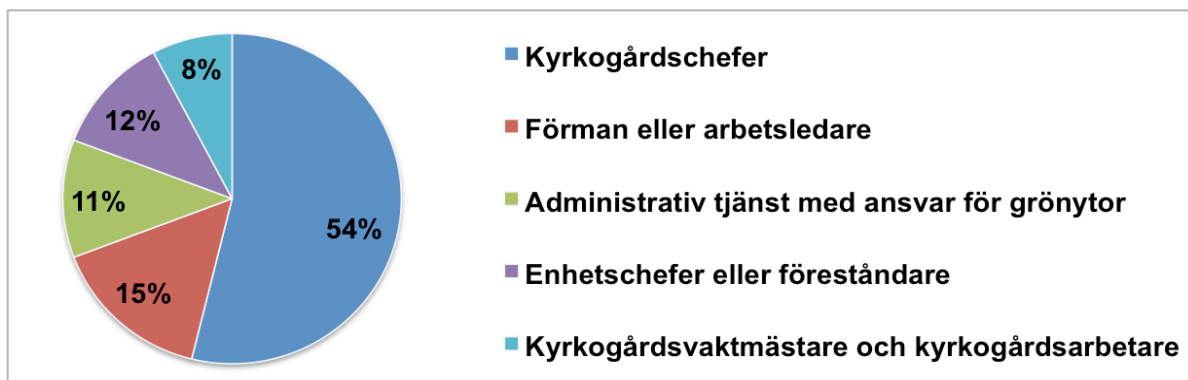 8%
12%
11%
15%
54%
Kyrkogårdschefer
Förman eller arbetsledare
Administrativ tjänst med ansvar för grönytor
Enhetschefer eller föreståndare
Kyrkogårdsvaktmästare och kyrkogårdsarbetare